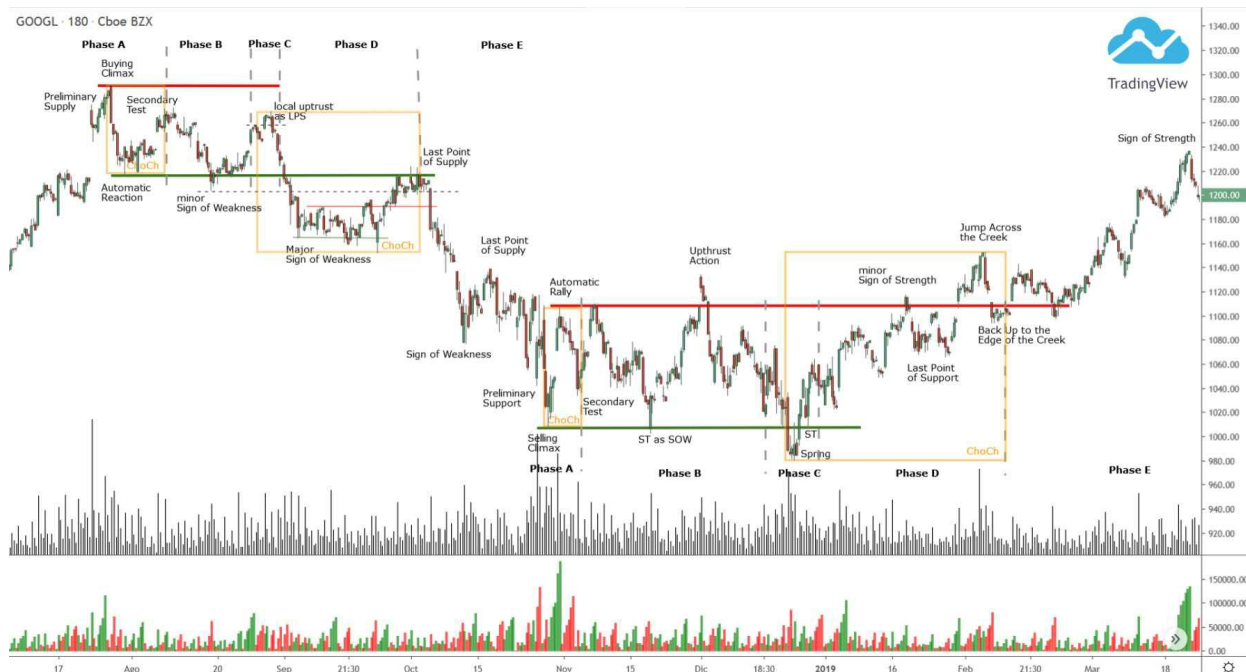 GOOGL · 180 · Cboe BZX
TradingView
Phase A
Phase B
Phase C
Phase D
Phase E
Buying
Climax
Preliminary
Supply
Secondary
Test
local uptrust
as LPS
ChoCh
Automatic
Reaction
minor
Sign of Weakness
Last Point
of Supply
ChoCh
Major
Sign of Weakness
Last Point
of Supply
Sign of Weakness
Automatic
Rally
Preliminary
Support
Secondary
Test
ChoCh
Selling
Climax
ST as SOW
Upthrust
Action
ST
Spring
minor
Sign of Strength
Last Point
of Support
Jump Across
the Creek
Back Up to the
Edge of the Creek
ChoCh
Sign of Strength
Phase A
Phase B
Phase C
Phase D
Phase E
1340.00
1320.00
1300.00
1280.00
1260.00
1240.00
1220.00
1200.00
1180.00
1160.00
1140.00
1120.00
1100.00
1080.00
1060.00
1040.00
1020.00
1000.00
980.00
960.00
940.00
920.00
150000.00
100000.00
50000.00
0.00
17 Ago 20 Sep 21:30 Oct 15 Nov 15 Dic 18:30 2019 16 Feb 21:30 Mar 18